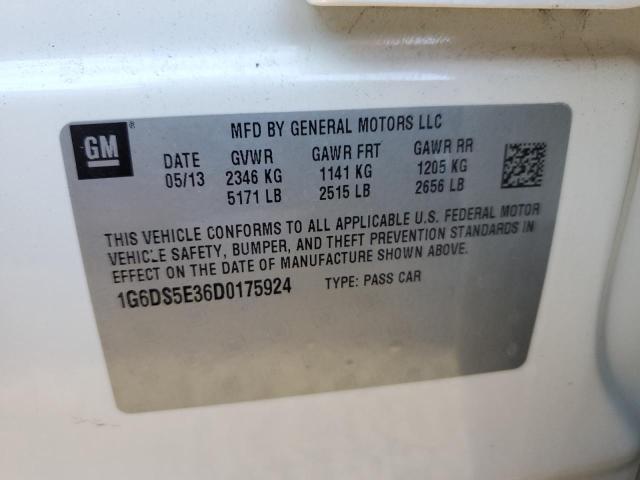 GM ®
MFD BY GENERAL MOTORS LLC
DATE GVWR GAWR FRT GAWR RR
05/13 2346 KG 1141 KG 1205 KG
5171 LB 2515 LB 2656 LB
THIS VEHICLE CONFORMS TO ALL APPLICABLE U.S. FEDERAL MOTOR
VEHICLE SAFETY, BUMPER, AND THEFT PREVENTION STANDARDS IN
EFFECT ON THE DATE OF MANUFACTURE SHOWN ABOVE.
1G6DS5E36D0175924 TYPE: PASS CAR